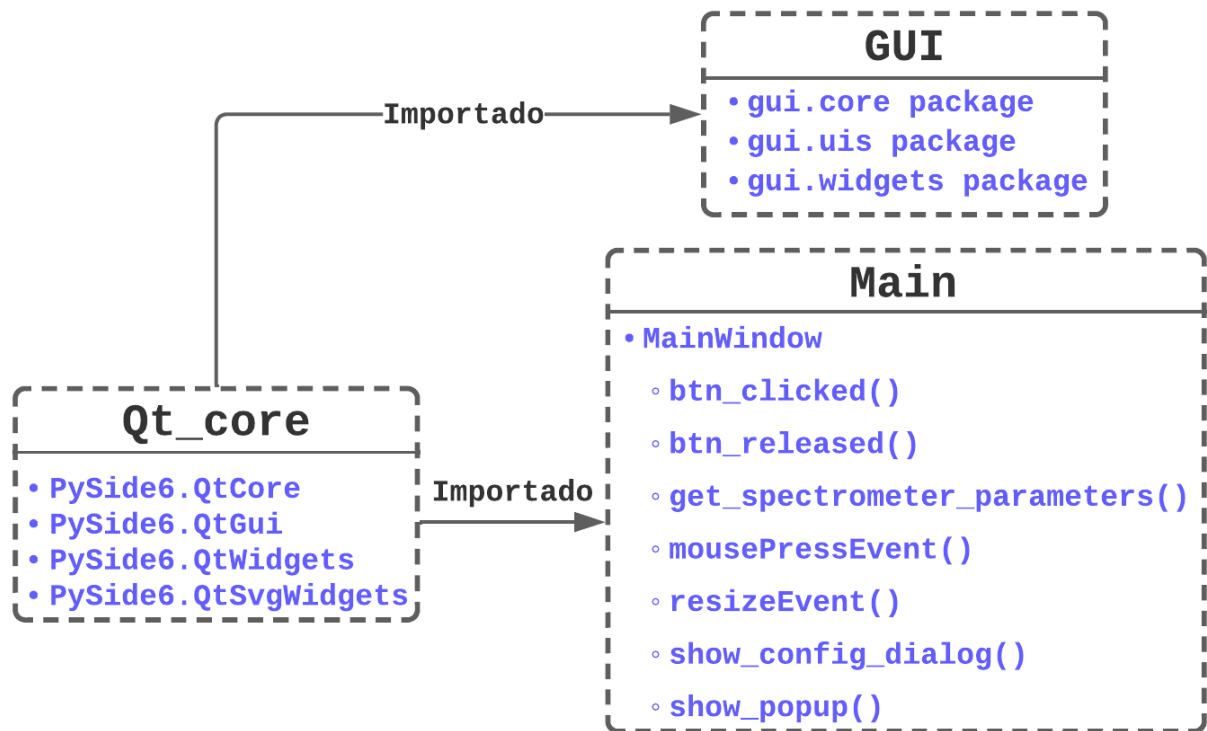 GUI
• gui.core package
• gui.uis package
• gui.widgets package
Importado
Main
• MainWindow
◦ btn_clicked()
◦ btn_released()
◦ get_spectrometer_parameters()
◦ mousePressEvent()
◦ resizeEvent()
◦ show_config_dialog()
◦ show_popup()
Qt_core
• PySide6.QtCore
• PySide6.QtGui
• PySide6.QtWidgets
• PySide6.QtSvgWidgets
Importado